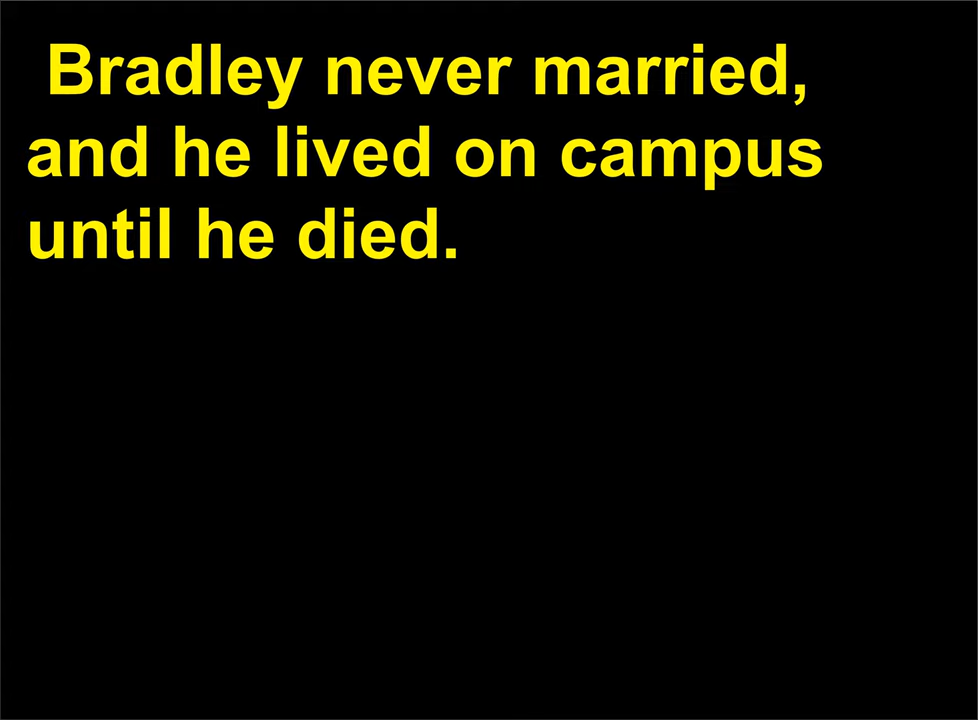 Bradley never married,
and he lived on campus
until he died.